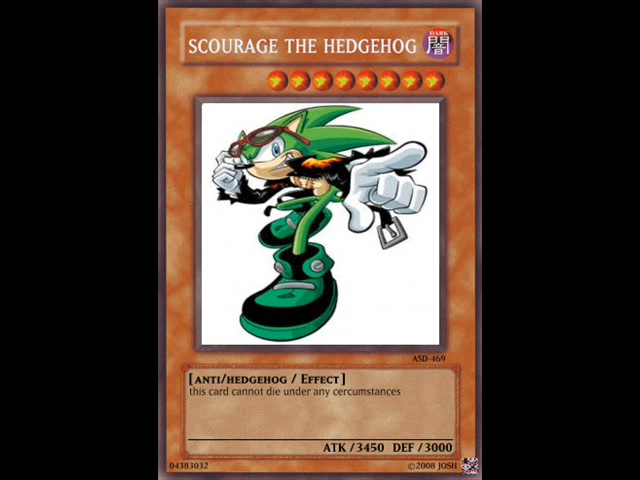 SCOURAGE THE HEDGEHOG
DARK
闇
ASD-469
[ANTI/HEDGEHOG / EFFECT]
this card cannot die under any cercumstances
ATK / 3450 DEF / 3000
04383032
©2008 JOSH